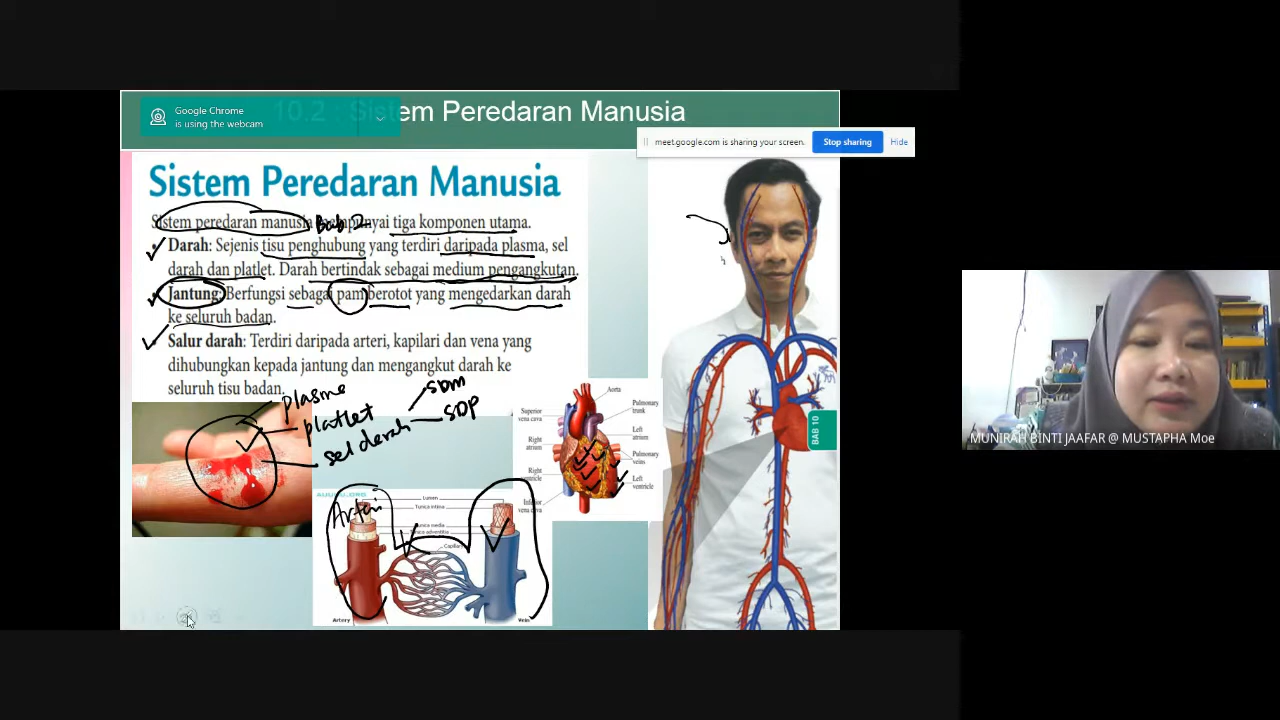 10.2 Sistem Peredaran Manusia
Google Chrome
is using the webcam
meet.google.com is sharing your screen.
Stop sharing
Hide
Sistem Peredaran Manusia
Sistem peredaran manusia mempunyai tiga komponen utama.
Bab 2
• Darah: Sejenis tisu penghubung yang terdiri daripada plasma, sel
darah dan platlet. Darah bertindak sebagai medium pengangkutan.
• Jantung: Berfungsi sebagai pam berotot yang mengedarkan darah
ke seluruh badan.
• Salur darah: Terdiri daripada arteri, kapilari dan vena yang
dihubungkan kepada jantung dan mengangkut darah ke
seluruh tisu badan.
plasma
platlet
sel darah
SDM
SDP
Aorta
Superior
vena cava
Pulmonary
trunk
Right
atrium
Left
atrium
Pulmonary
veins
Right
ventricle
Left
ventricle
Inferior
vena cava
Arteri
Lumen
Tunica intima
Tunica media
Tunica adventitia
Capillary
Artery
Vein
BAB 10
MUNIRAH BINTI JAAFAR @ MUSTAPHA Moe